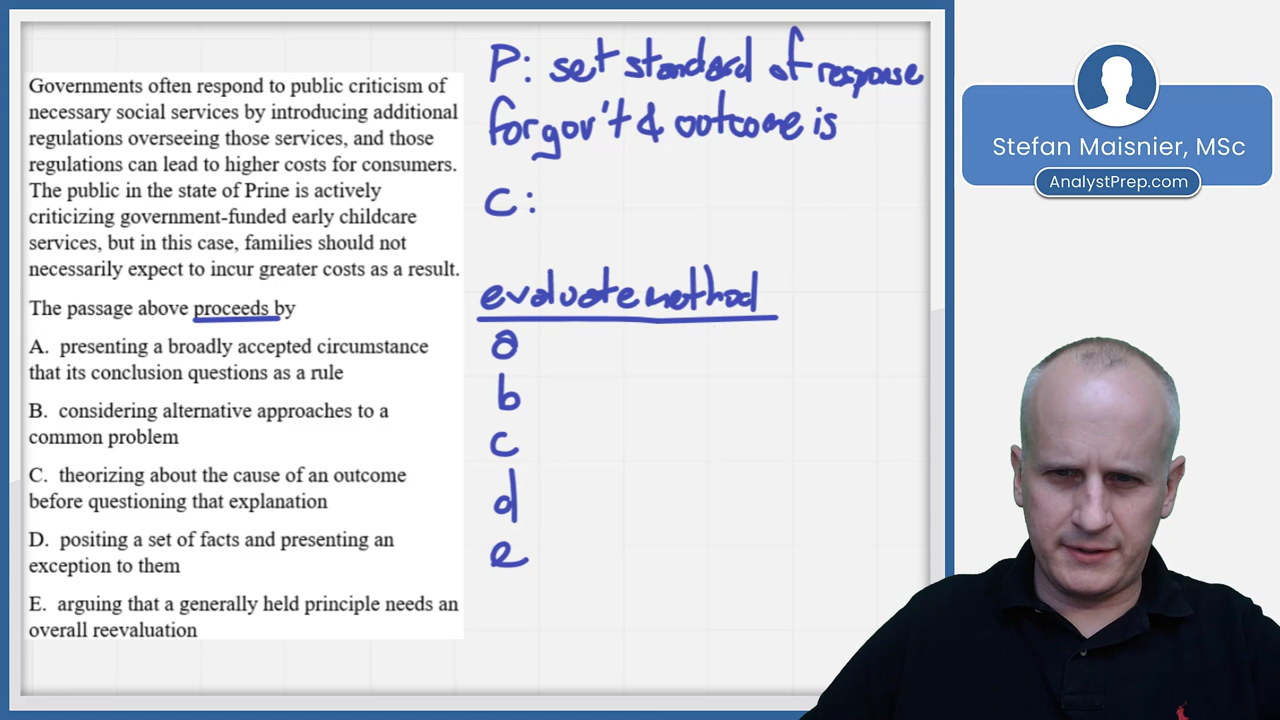 Governments often respond to public criticism of
necessary social services by introducing additional
regulations overseeing those services, and those
regulations can lead to higher costs for consumers.
The public in the state of Prine is actively
criticizing government-funded early childcare
services, but in this case, families should not
necessarily expect to incur greater costs as a result.
The passage above proceeds by
A. presenting a broadly accepted circumstance
that its conclusion questions as a rule
B. considering alternative approaches to a
common problem
C. theorizing about the cause of an outcome
before questioning that explanation
D. positing a set of facts and presenting an
exception to them
E. arguing that a generally held principle needs an
overall reevaluation
P: set standard of response
for gov't & outcome is
C:
evaluate method
a
b
c
d
e
Stefan Maisnier, MSc
AnalystPrep.com